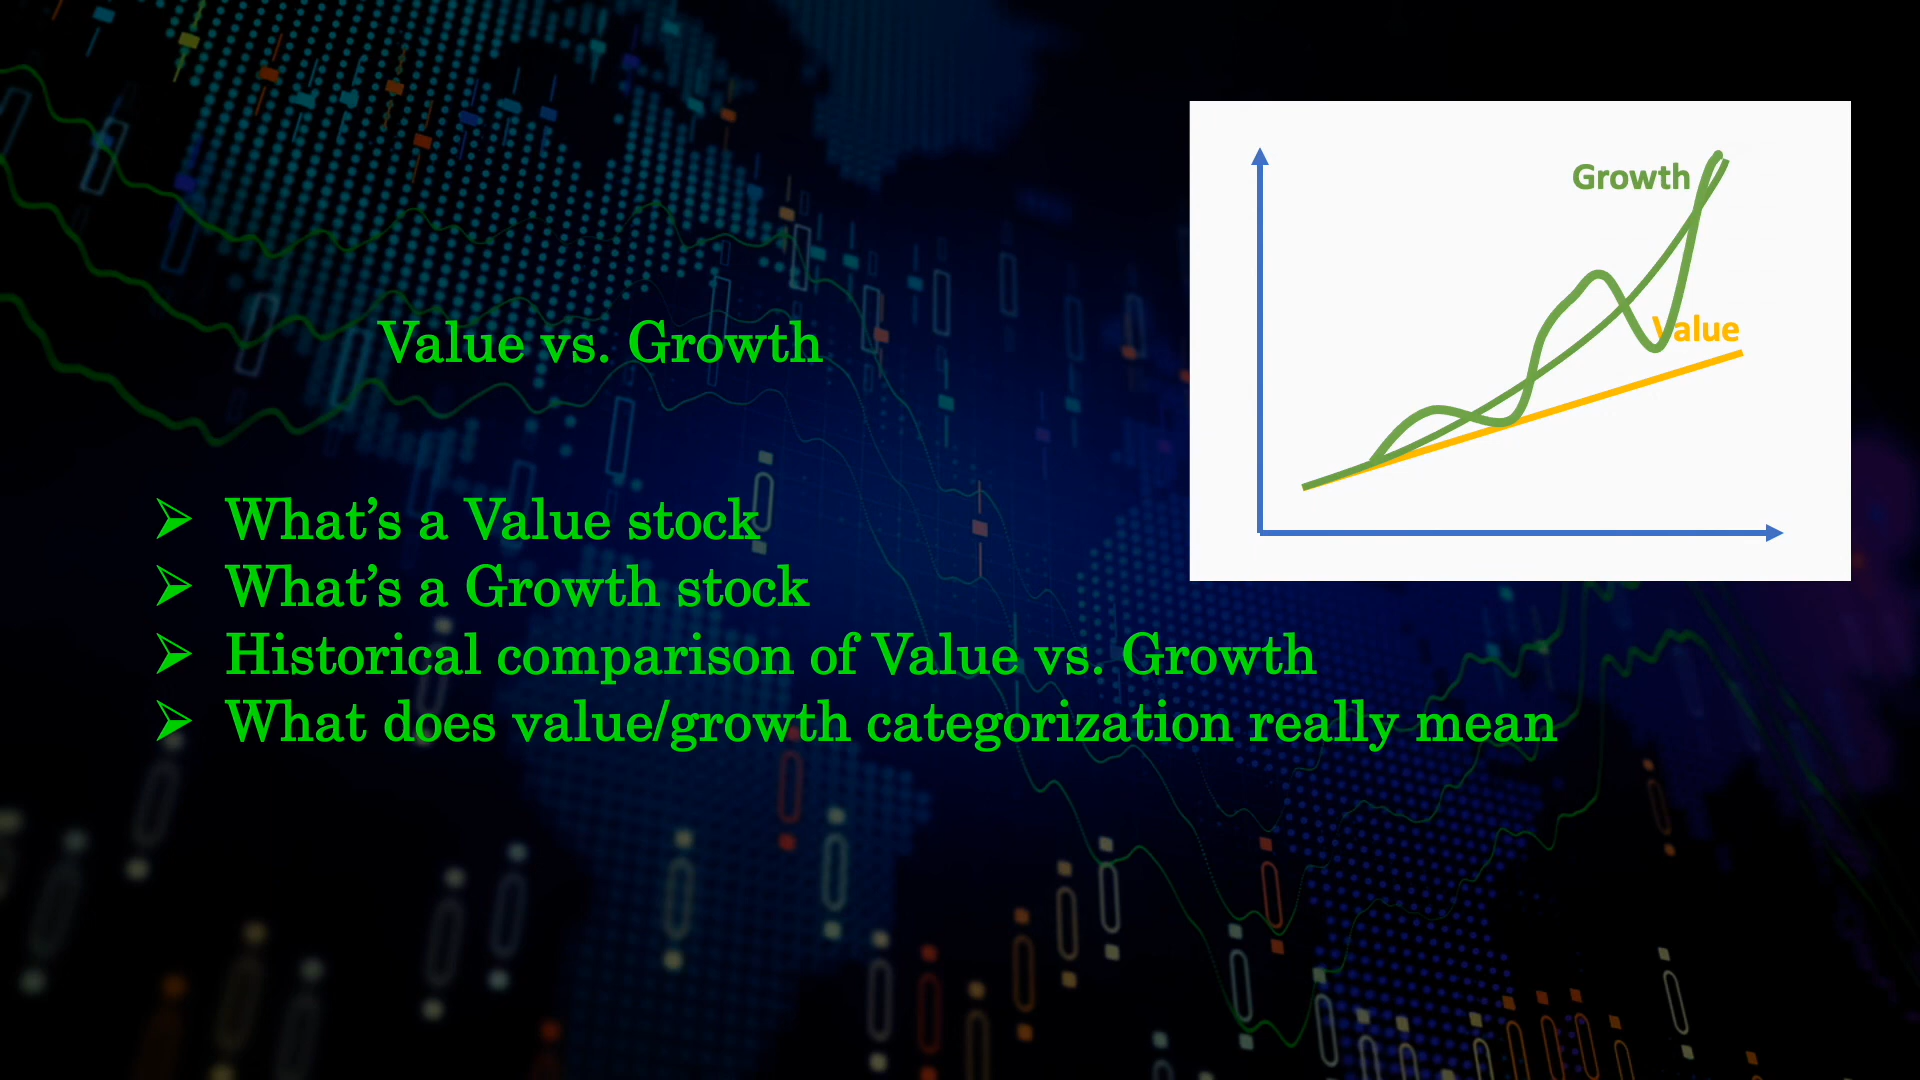 Value vs. Growth
What's a Value stock
What's a Growth stock
Historical comparison of Value vs. Growth
What does value/growth categorization really mean
Growth
Value